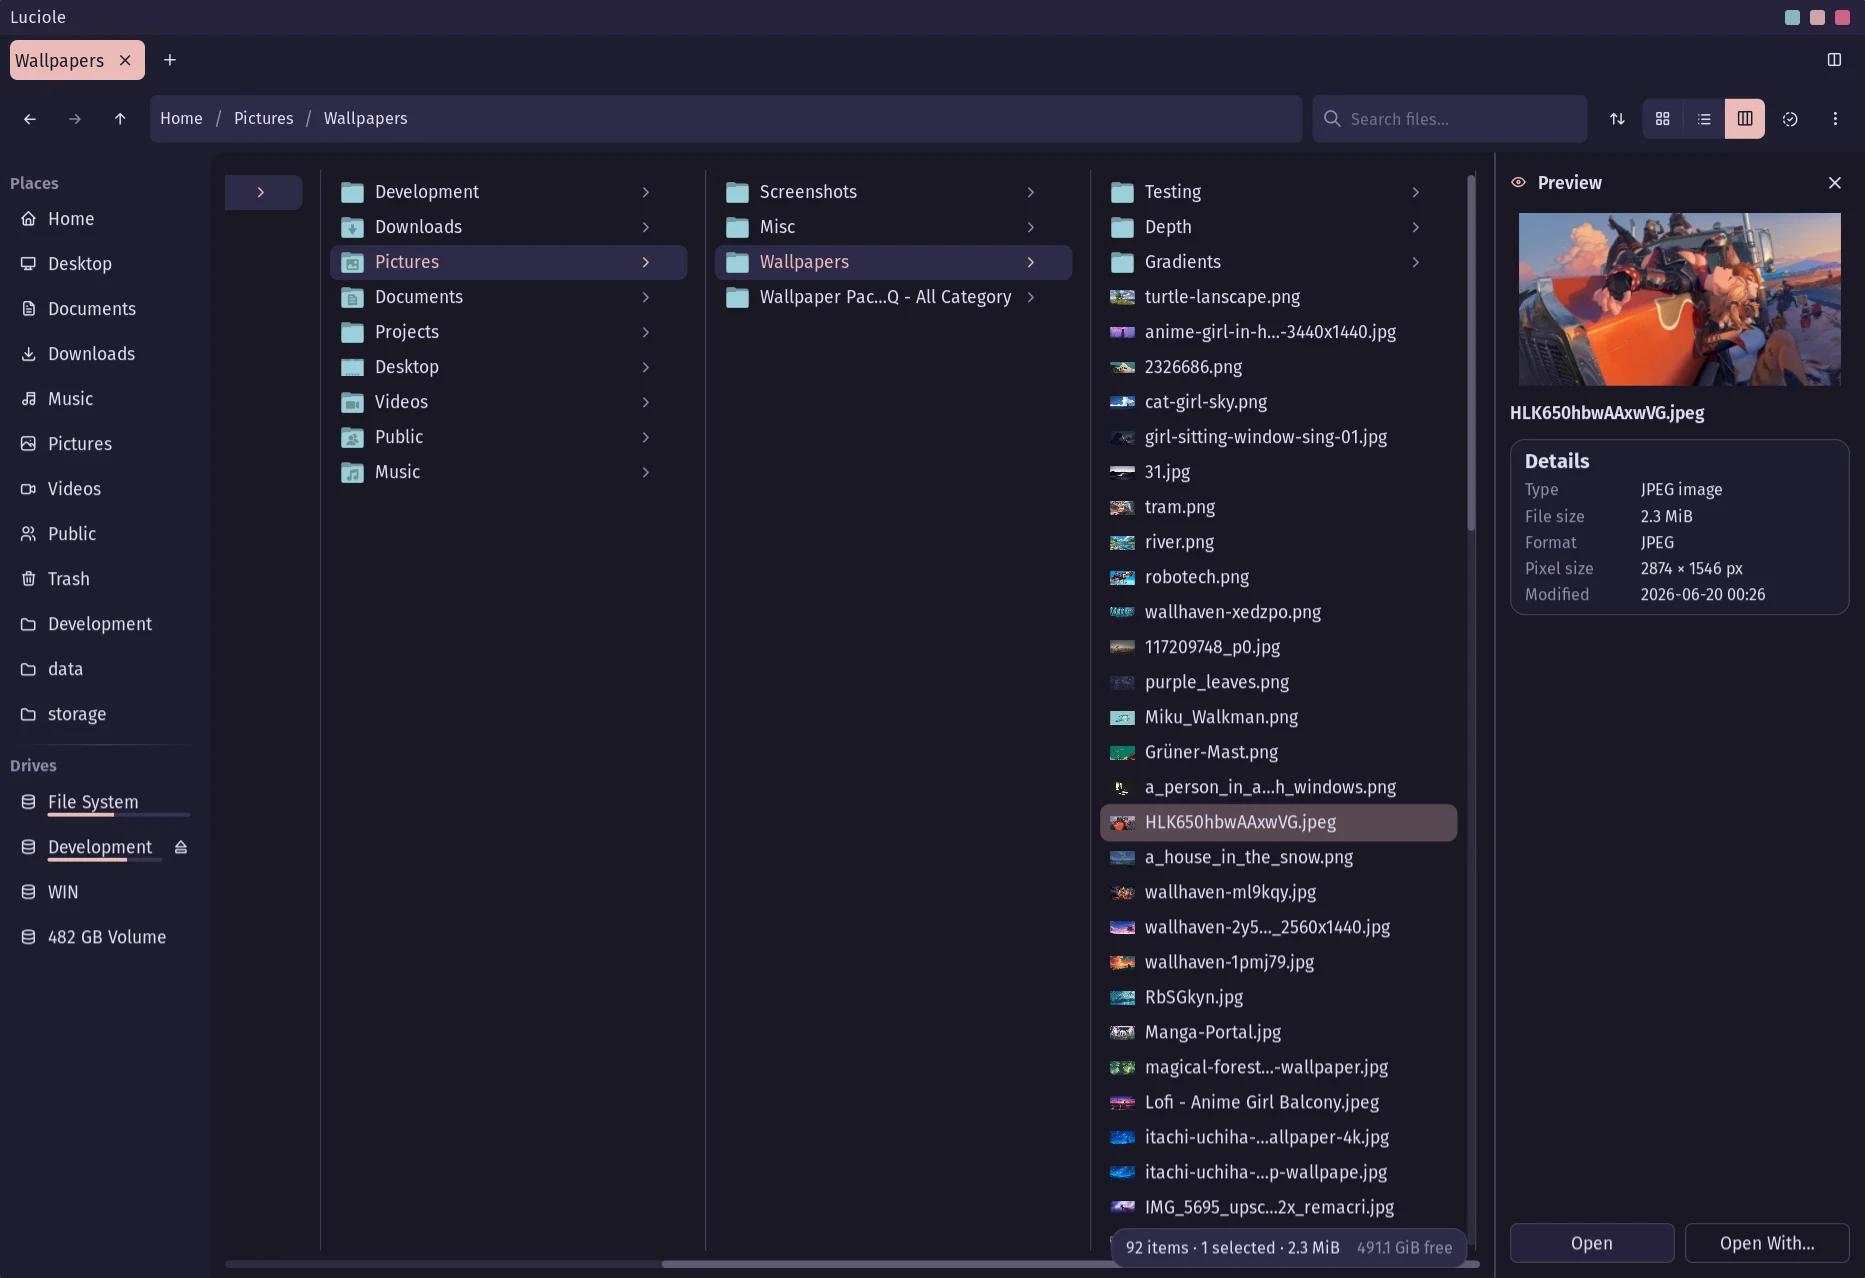 Luciole
Wallpapers
Home / Pictures / Wallpapers
Search files...
Places
Home
Desktop
Documents
Downloads
Music
Pictures
Videos
Public
Trash
Development
data
storage
Drives
File System
Development
WIN
482 GB Volume
Development
Downloads
Pictures
Documents
Projects
Desktop
Videos
Public
Music
Screenshots
Misc
Wallpapers
Wallpaper Pac...Q - All Category
Testing
Depth
Gradients
turtle-lanscape.png
anime-girl-in-h...-3440x1440.jpg
2326686.png
cat-girl-sky.png
girl-sitting-window-sing-01.jpg
31.jpg
tram.png
river.png
robotech.png
wallhaven-xedzpo.png
117209748_p0.jpg
purple_leaves.png
Miku_Walkman.png
Grüner-Mast.png
a_person_in_a...h_windows.png
HLK650hbwAAxwVG.jpeg
a_house_in_the_snow.png
wallhaven-ml9kqy.jpg
wallhaven-2y5..._2560x1440.jpg
wallhaven-1pmj79.jpg
RbSGkyn.jpg
Manga-Portal.jpg
magical-forest...-wallpaper.jpg
Lofi - Anime Girl Balcony.jpeg
itachi-uchiha-...allpaper-4k.jpg
itachi-uchiha-...p-wallpape.jpg
IMG_5695_upsc...2x_remacri.jpg
92 items · 1 selected · 2.3 MiB 491.1 GiB free
Preview
HLK650hbwAAxwVG.jpeg
Details
Type JPEG image
File size 2.3 MiB
Format JPEG
Pixel size 2874 × 1546 px
Modified 2026-06-20 00:26
Open
Open With...